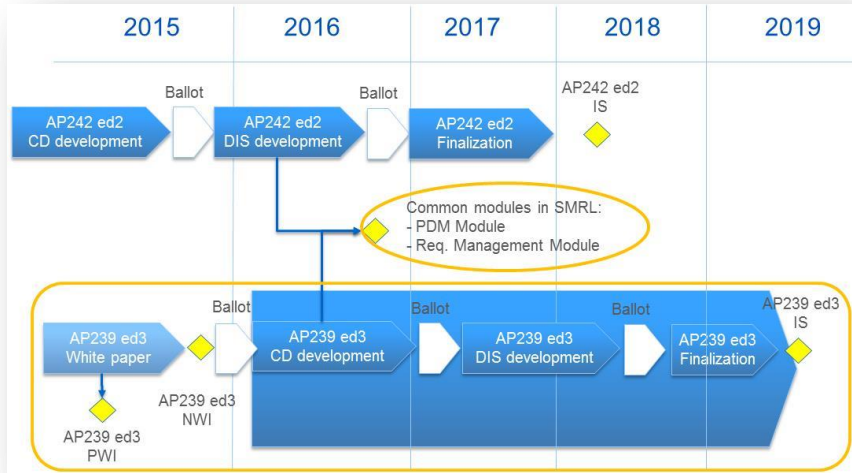 2015 2016 2017 2018 2019
Ballot
Ballot
AP242 ed2
IS
AP242 ed2
CD development
AP242 ed2
DIS development
AP242 ed2
Finalization
Common modules in SMRL:
- PDM Module
- Req. Management Module
Ballot
Ballot
Ballot
AP239 ed3
IS
AP239 ed3
White paper
AP239 ed3
CD development
AP239 ed3
DIS development
AP239 ed3
Finalization
AP239 ed3
NWI
AP239 ed3
PWI